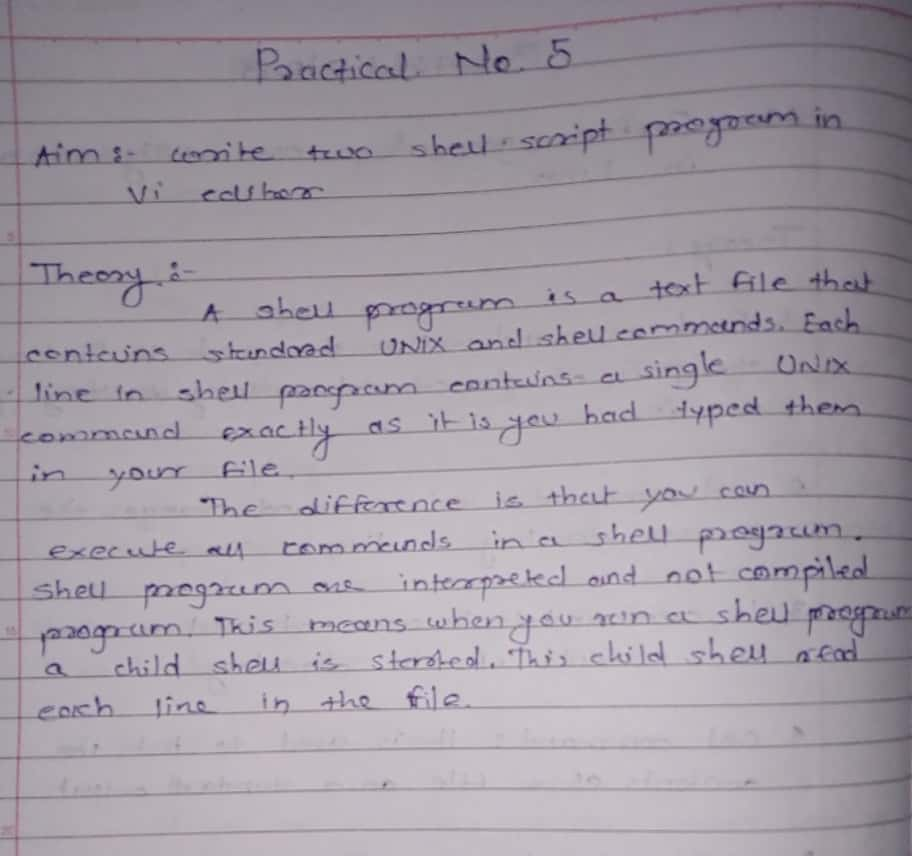 Practical No. 5
Aim :- write two shell script program in
Vi editor
Theory :-
A shell program is a text file that
contains standard UNIX and shell commands. Each
line in shell program contains a single UNIX
command exactly as it is you had typed them
in your file.
The difference is that you can
execute all commands in a shell program.
Shell program are interpreted and not compiled
program. This means when you run a shell program
a child shell is started. This child shell read
each line in the file.